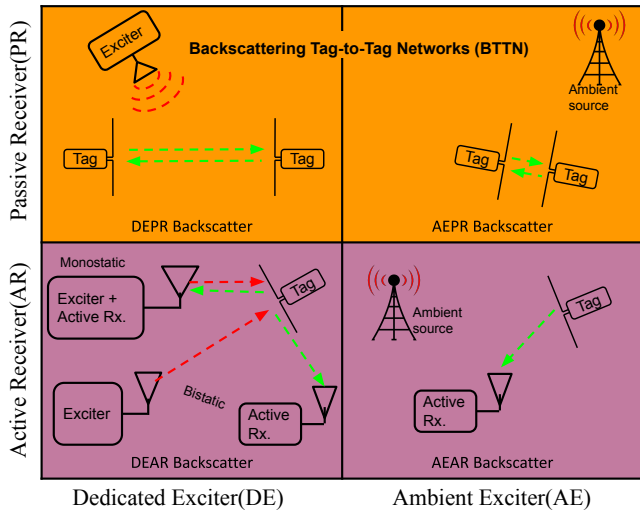 Passive Receiver(PR)
Exciter
Backscattering Tag-to-Tag Networks (BTTN)
Ambient
source
Tag
Tag
Tag
Tag
DEPR Backscatter
AEPR Backscatter
Active Receiver(AR)
Monostatic
Exciter +
Active Rx.
Tag
Ambient
source
Tag
Exciter
Bistatic
Active
Rx.
Active
Rx.
DEAR Backscatter
AEAR Backscatter
Dedicated Exciter(DE)
Ambient Exciter(AE)